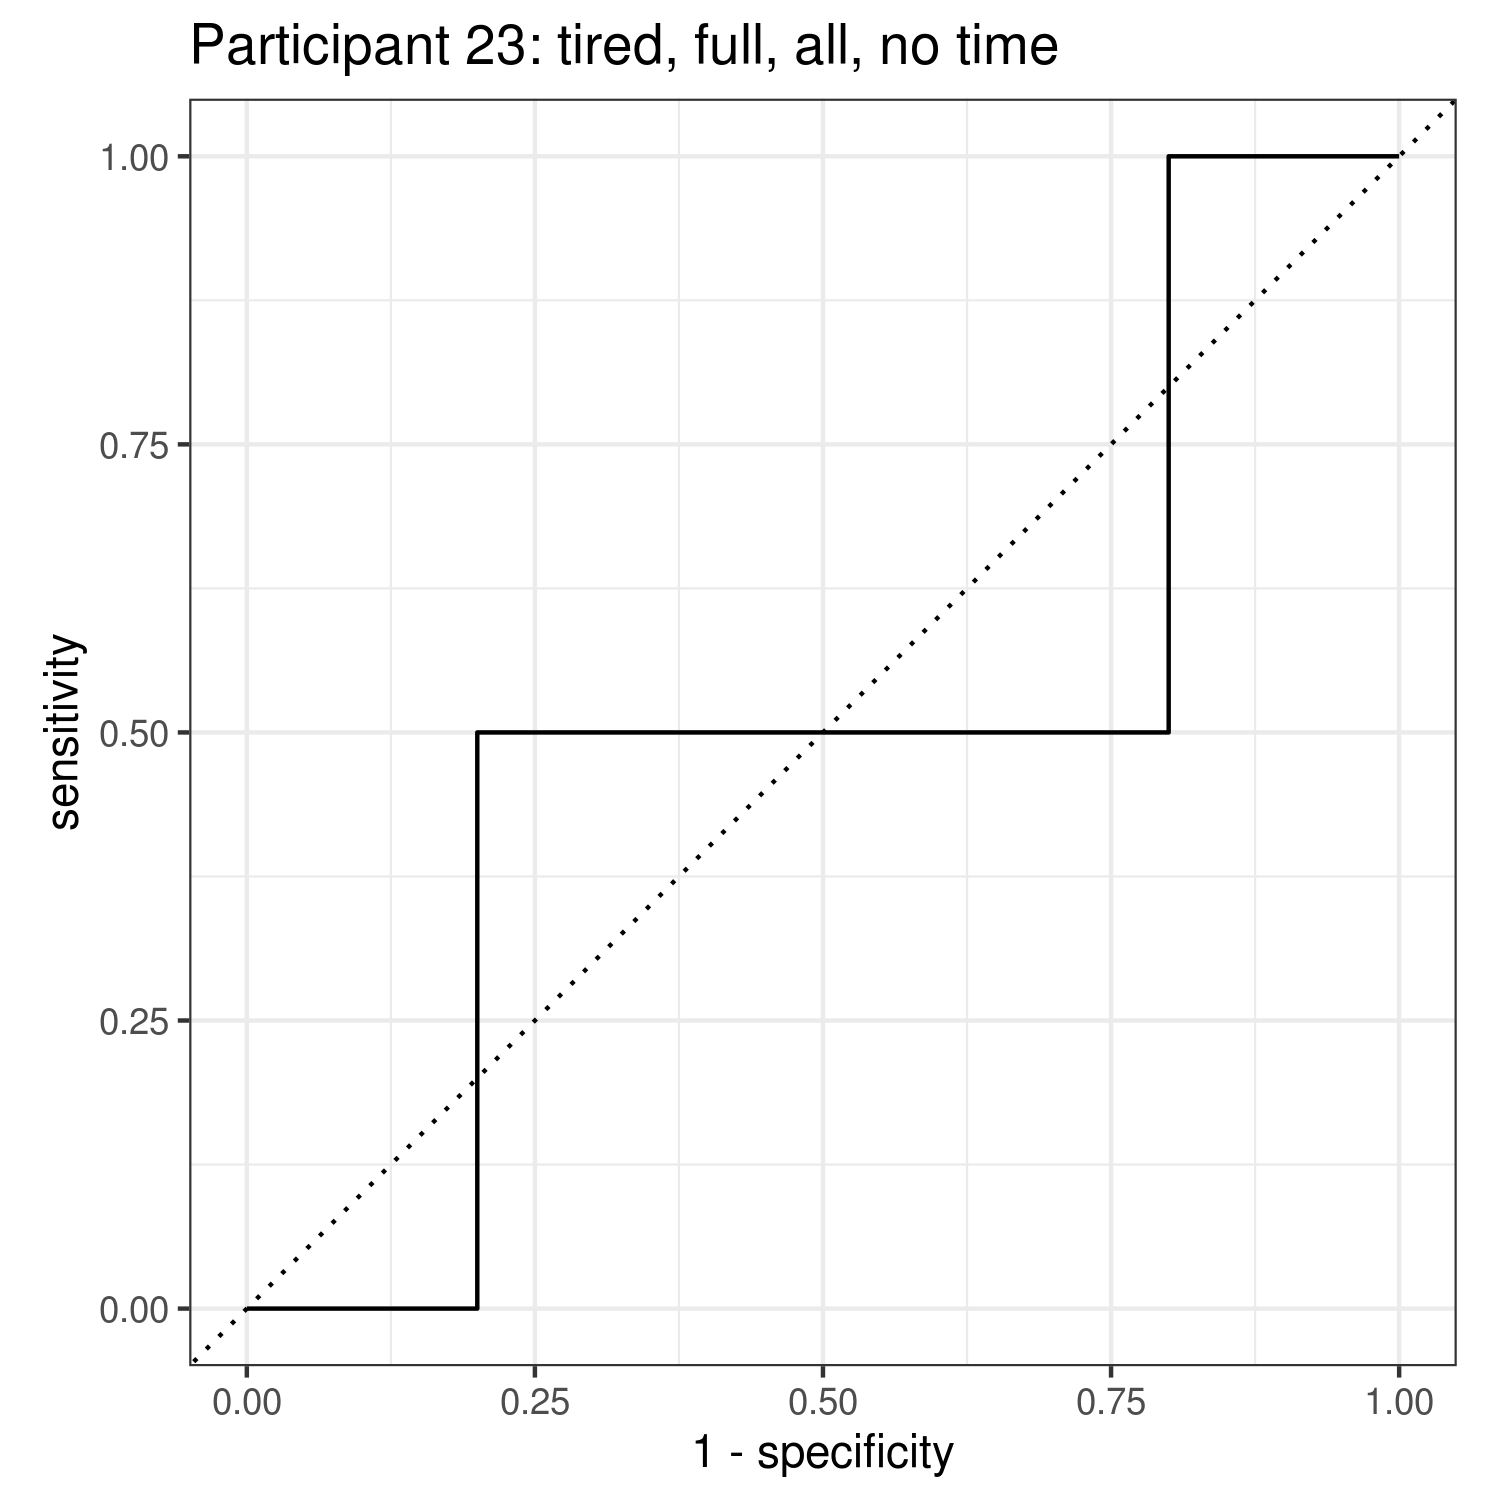 Participant 23: tired, full, all, no time
1.00
0.75
0.50
0.25
0.00
sensitivity
0.00 0.25 0.50 0.75 1.00
1 - specificity